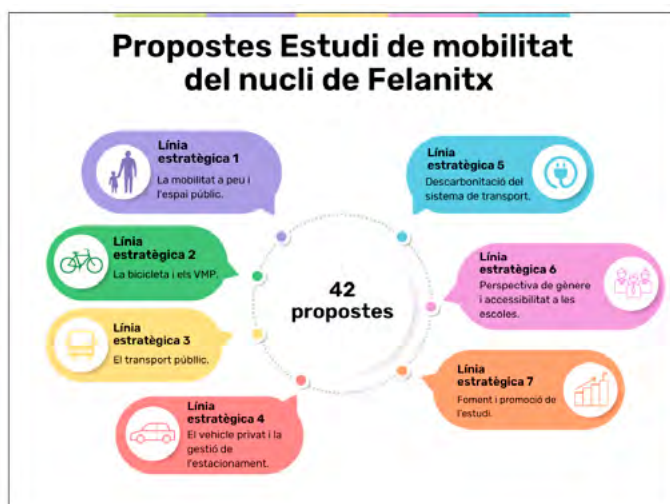 Propostes Estudi de mobilitat
del nucli de Felanitx
Línia
estratègica 1
La mobilitat a peu i
l'espai públic.
Línia
estratègica 2
La bicicleta i els VMP.
Línia
estratègica 3
El transport públlic.
Línia
estratègica 4
El vehicle privat i la
gestió de
l'estacionament.
42
propostes
Línia
estratègica 5
Descarbonitació del
sistema de transport.
Línia
estratègica 6
Perspectiva de gènere
i accessibilitat a les
escoles.
Línia
estratègica 7
Foment i promoció de
l'estudi.